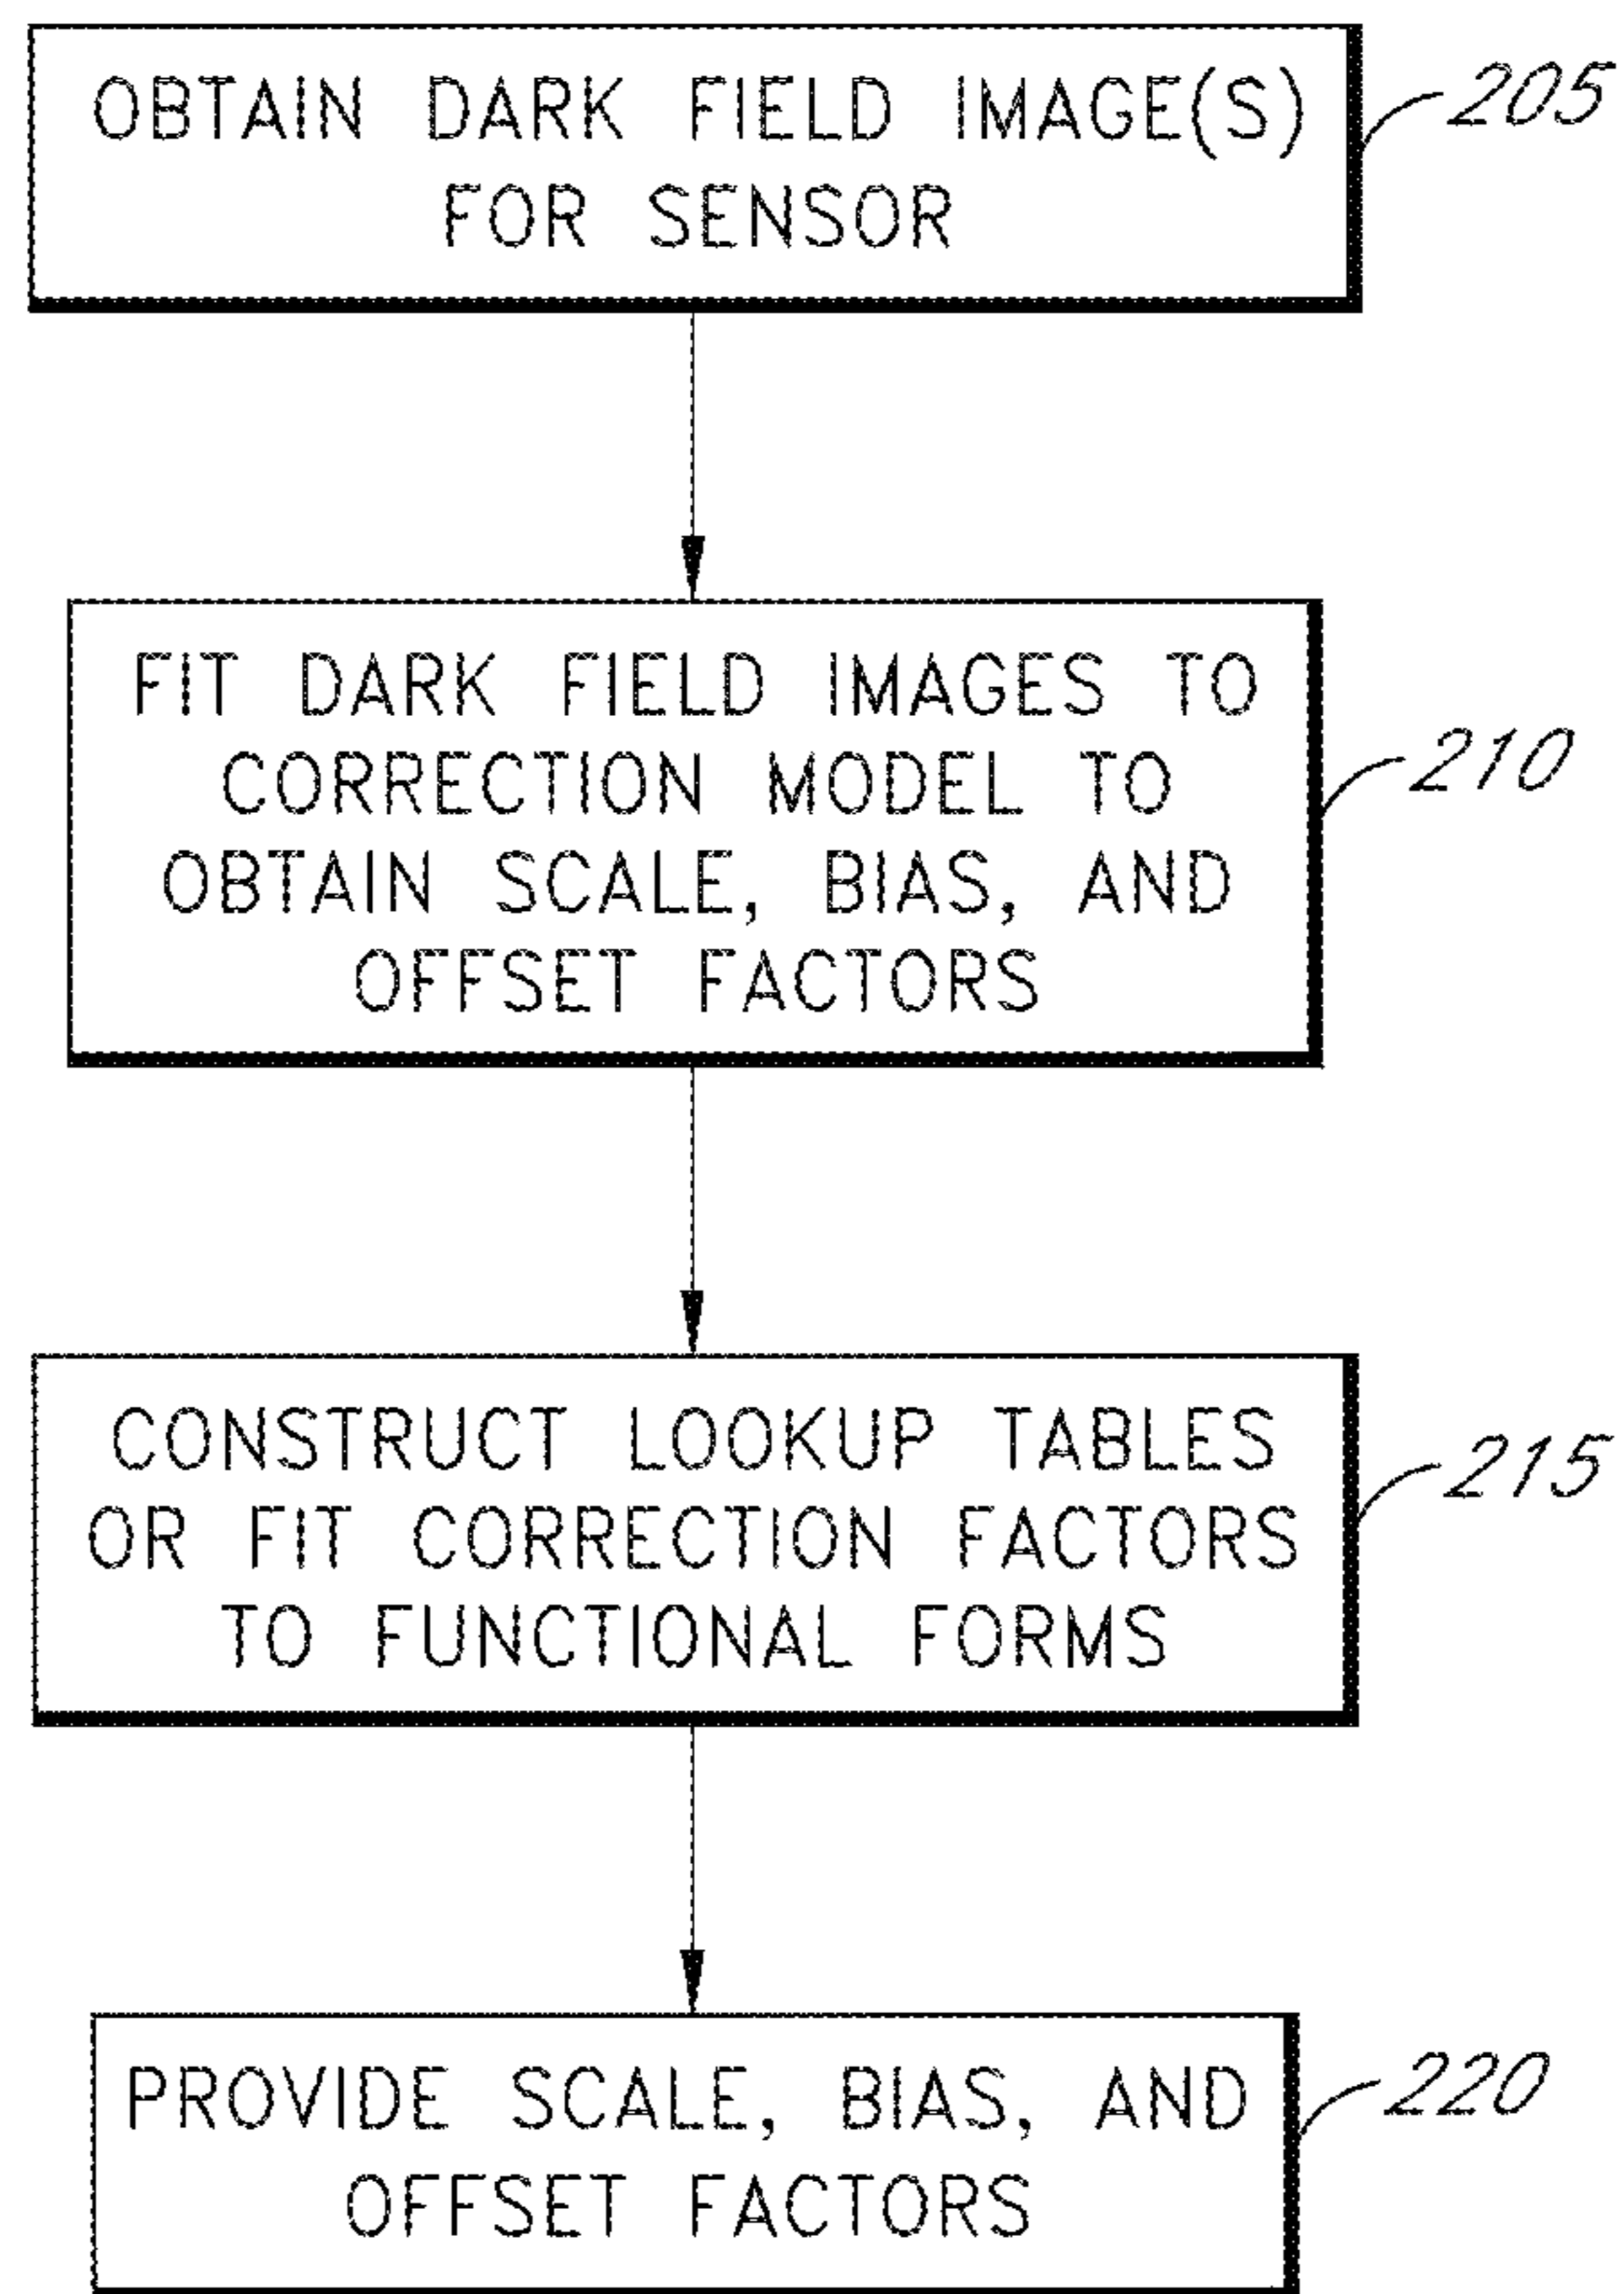 OBTAIN DARK FIELD IMAGE(S)
FOR SENSOR
205
FIT DARK FIELD IMAGES TO
CORRECTION MODEL TO
OBTAIN SCALE, BIAS, AND
OFFSET FACTORS
210
CONSTRUCT LOOKUP TABLES
OR FIT CORRECTION FACTORS
TO FUNCTIONAL FORMS
215
PROVIDE SCALE, BIAS, AND
OFFSET FACTORS
220